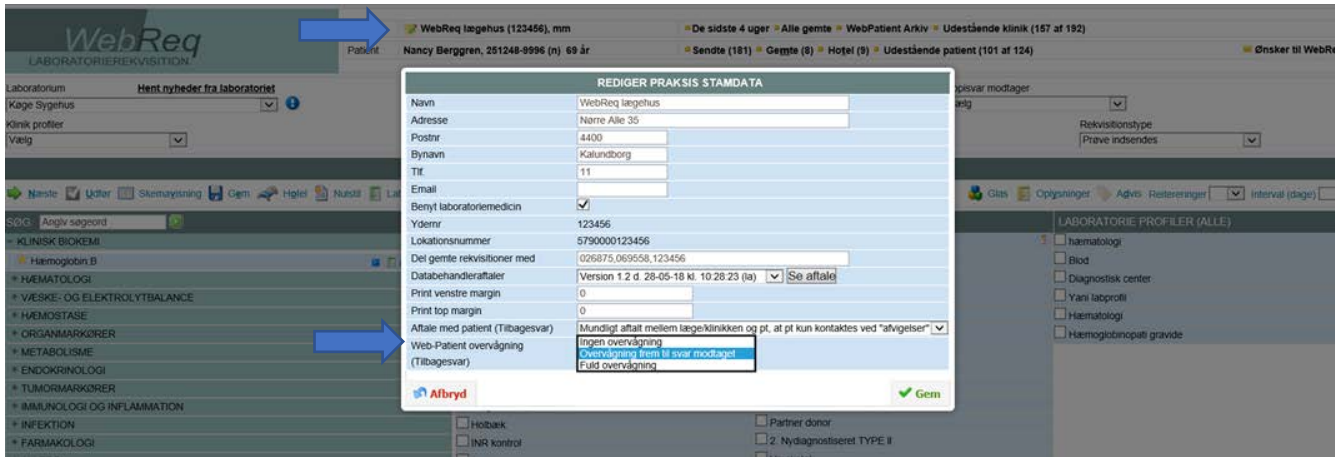 WebReq
LABORATORIEREKVISITION
WebReq lægehus (123456), mm
De sidste 4 uger Alle gemte WebPatient Arkiv Udestående klinik (157 af 192)
Patient Nancy Berggren, 251248-9996 (n) 69 år
Sendte (181) Gemte (8) Hotel (9) Udestående patient (101 af 124)
Ønsker til WebRe
Laboratorium Hent nyheder fra laboratoriet
Køge Sygehus
Klinik profiler
Vælg
opisvar modtager
ælg
Rekvisitionstype
Prøve indsendes
Næste Udfør Skemavisning Gem Hotel Nulstil Lab
Glas Oplysninger Advis Reitereringer Interval (dage)
SØG: Angiv søgeord
KLINISK BIOKEMI
Hæmoglobin;B
HÆMATOLOGI
VÆSKE- OG ELEKTROLYTBALANCE
HÆMOSTASE
ORGANMARKØRER
METABOLISME
ENDOKRINOLOGI
TUMORMARKØRER
IMMUNOLOGI OG INFLAMMATION
INFEKTION
FARMAKOLOGI
REDIGER PRAKSIS STAMDATA
Navn WebReq lægehus
Adresse Nørre Alle 35
Postnr 4400
Bynavn Kalundborg
Tlf. 11
Email
Benyt laboratoriemedicin
Ydernr 123456
Lokationsnummer 5790000123456
Del gemte rekvisitioner med 026875,069558,123456
Databehandleraftaler Version 1.2 d. 28-05-18 kl. 10:28:23 (la) Se aftale
Print venstre margin 0
Print top margin 0
Aftale med patient (Tilbagesvar) Mundligt aftalt mellem læge/klinikken og pt, at pt kun kontaktes ved "afvigelser"
Web-Patient overvågning
(Tilbagesvar)
Ingen overvågning
Overvågning frem til svar modtaget
Fuld overvågning
Afbryd
Gem
Holbæk
INR kontrol
Partner donor
2. Nydiagnostiseret TYPE II
LABORATORIE PROFILER (ALLE)
hæmatologi
Blod
Diagnostisk center
Yani labprofil
Hæmatologi
Hæmoglobinopati gravide